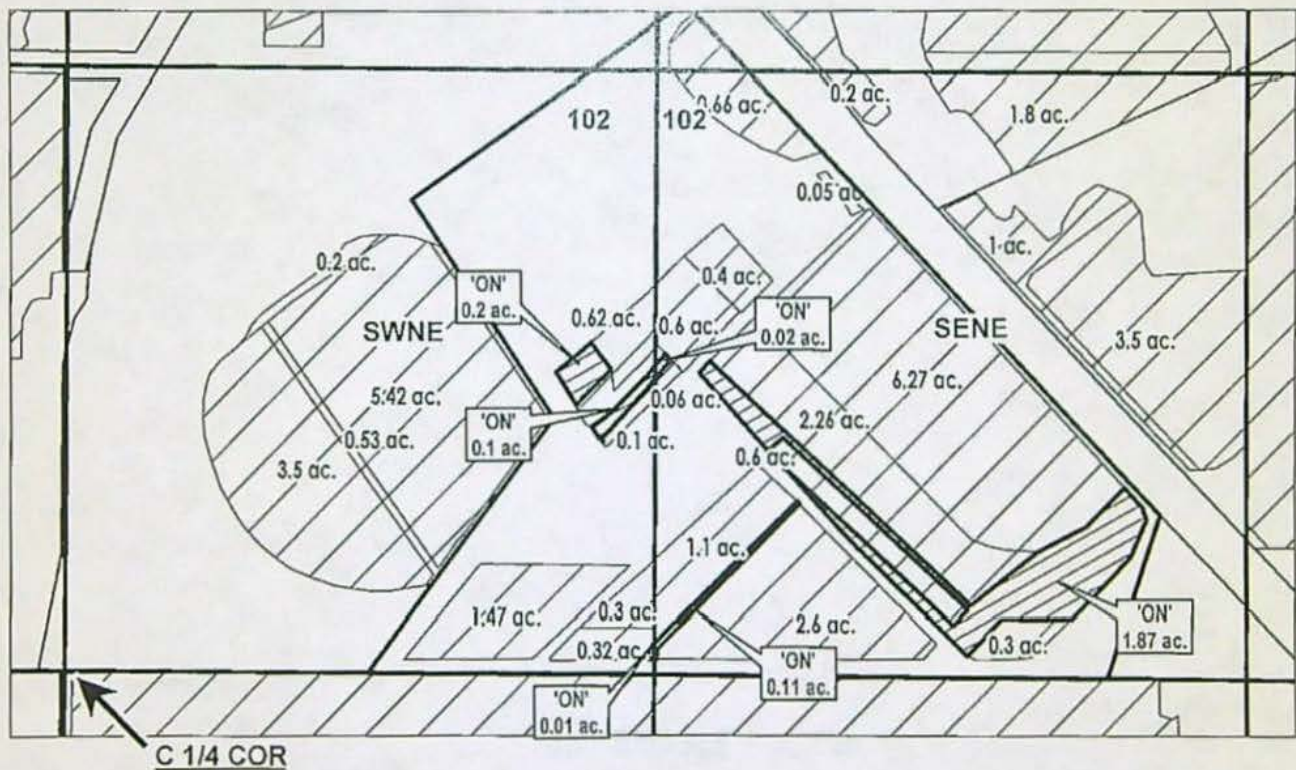 102
102
0.66 ac.
0.2 ac.
1.8 ac.
0.05 ac
1 ac.
0.2 ac.
'ON'
0.2 ac.
0.4 ac.
'ON'
0.02 ac.
0.62 ac.
0.6 ac.
SWNE
SENE
3.5 ac.
5.42 ac.
6.27 ac.
0.06 ac.
2.26 ac.
'ON'
0.1 ac.
0.53 ac.
0.1 ac.
0.6 ac.
3.5 ac.
1.1 ac.
1.47 ac.
0.3 ac.
2.6 ac.
'ON'
1.87 ac.
0.32 ac.
0.3 ac.
'ON'
0.11 ac.
'ON'
0.01 ac.
C 1/4 COR